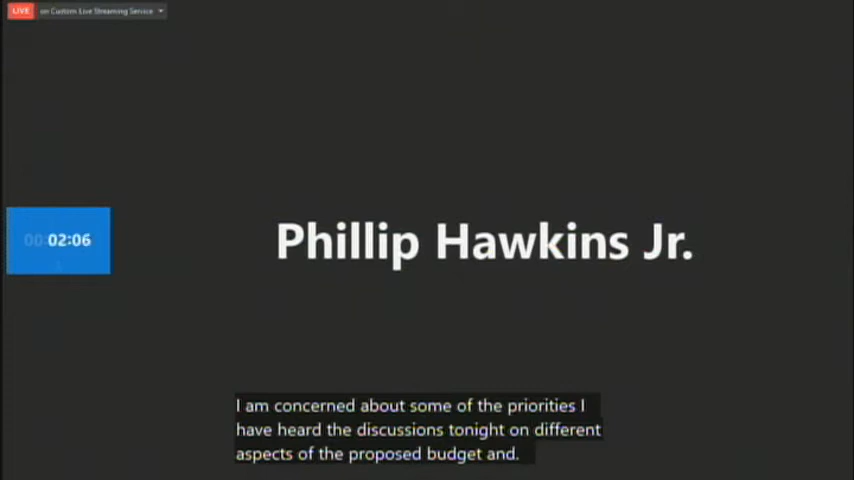 LIVE on Custom Live Streaming Service
00:02:06
Phillip Hawkins Jr.
I am concerned about some of the priorities I
have heard the discussions tonight on different
aspects of the proposed budget and.